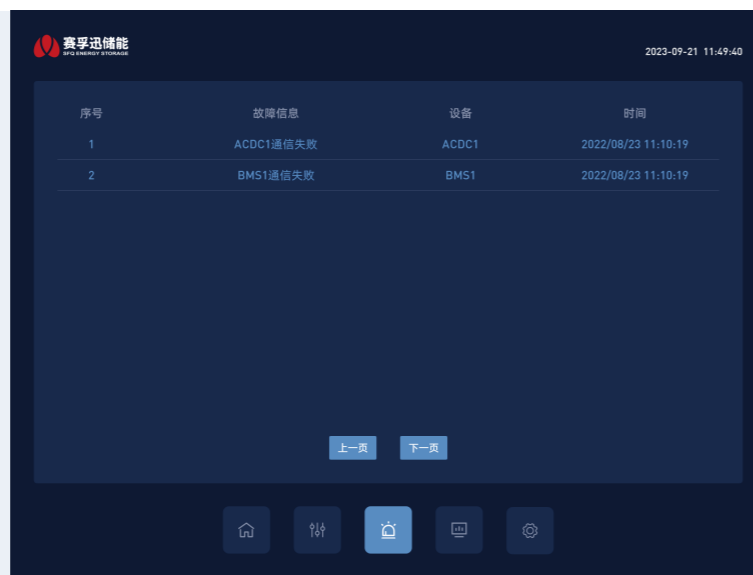 赛孚迅储能
SFQ ENERGY STORAGE
2023-09-21 11:49:40
序号 故障信息 设备 时间
1 ACDC1通信失败 ACDC1 2022/08/23 11:10:19
2 BMS1通信失败 BMS1 2022/08/23 11:10:19
上一页 下一页